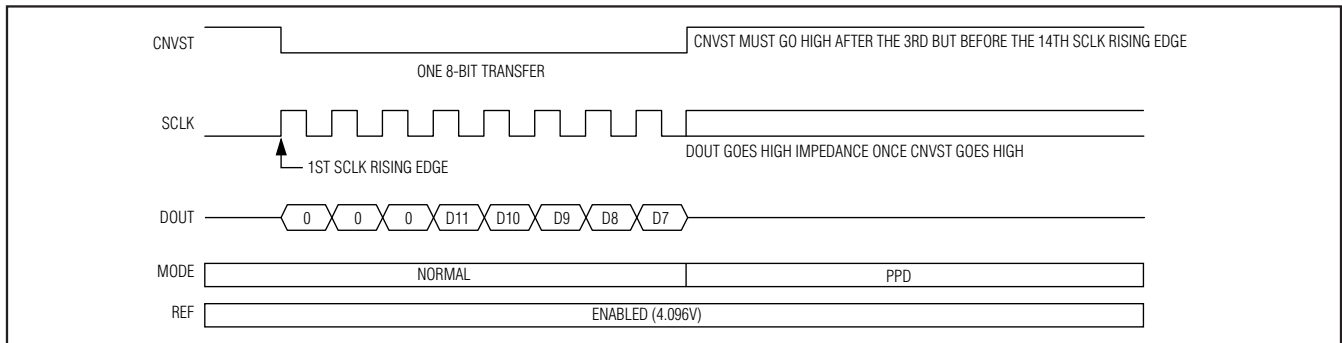 CNVST
CNVST MUST GO HIGH AFTER THE 3RD BUT BEFORE THE 14TH SCLK RISING EDGE
ONE 8-BIT TRANSFER
SCLK
DOUT GOES HIGH IMPEDANCE ONCE CNVST GOES HIGH
1ST SCLK RISING EDGE
DOUT 0 0 0 D11 D10 D9 D8 D7
MODE NORMAL PPD
REF ENABLED (4.096V)